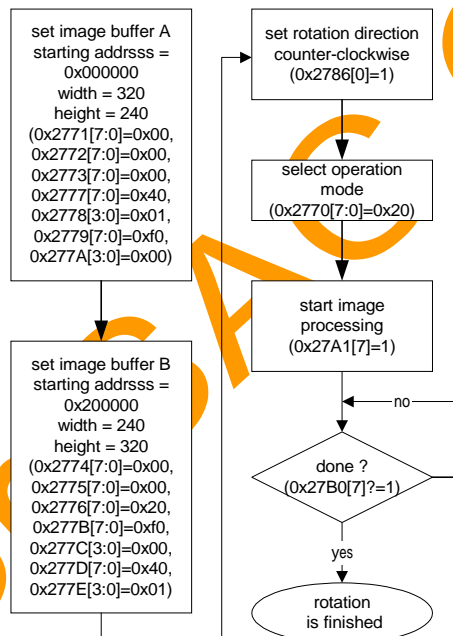 set image buffer A
starting addrsss =
0x000000
width = 320
height = 240
(0x2771[7:0]=0x00,
0x2772[7:0]=0x00,
0x2773[7:0]=0x00,
0x2777[7:0]=0x40,
0x2778[3:0]=0x01,
0x2779[7:0]=0xf0,
0x277A[3:0]=0x00)
set image buffer B
starting addrsss =
0x200000
width = 240
height = 320
(0x2774[7:0]=0x00,
0x2775[7:0]=0x00,
0x2776[7:0]=0x20,
0x277B[7:0]=0xf0,
0x277C[3:0]=0x00,
0x277D[7:0]=0x40,
0x277E[3:0]=0x01)
set rotation direction
counter-clockwise
(0x2786[0]=1)
select operation
mode
(0x2770[7:0]=0x20)
start image
processing
(0x27A1[7]=1)
no
done ?
(0x27B0[7]?=1)
yes
rotation
is finished